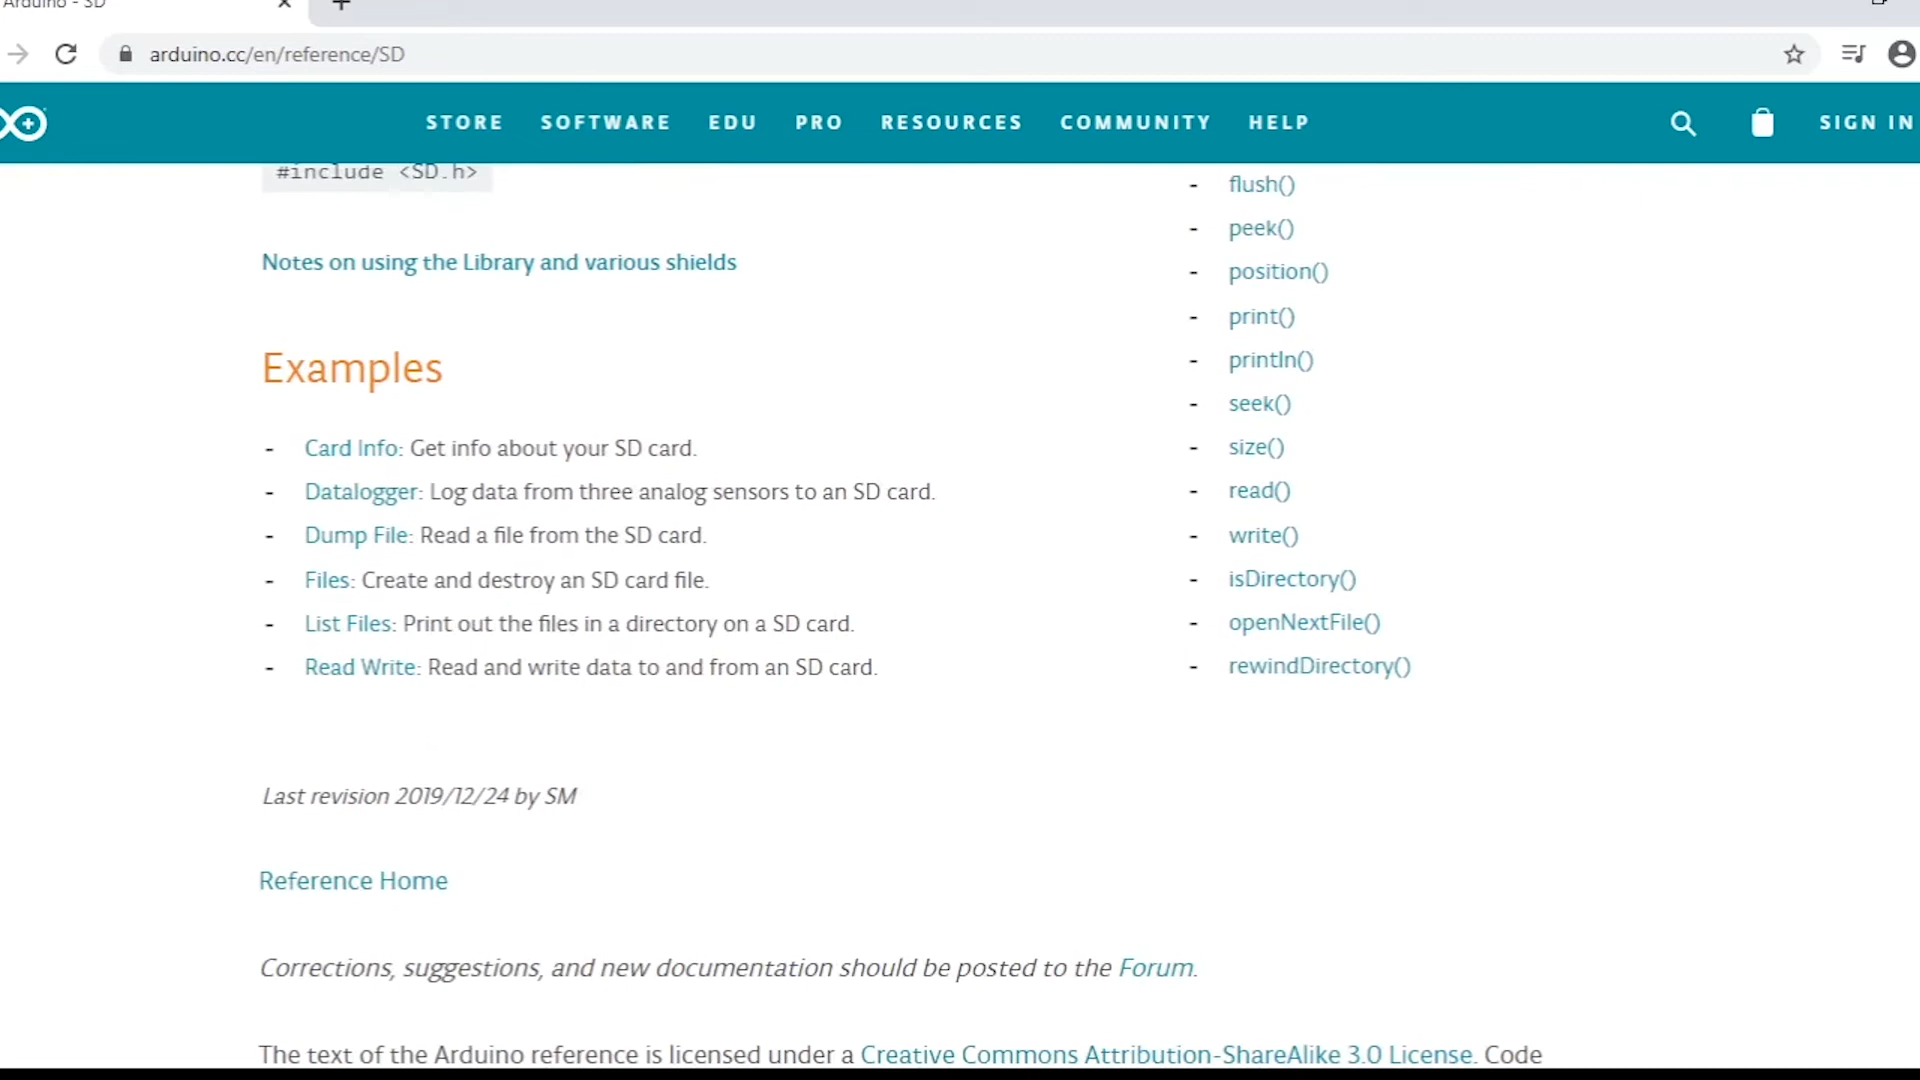 Arduino - SD
arduino.cc/en/reference/SD
STORE SOFTWARE EDU PRO RESOURCES COMMUNITY HELP SIGN IN
#include <SD.h>
Notes on using the Library and various shields
Examples
- Card Info: Get info about your SD card.
- Datalogger: Log data from three analog sensors to an SD card.
- Dump File: Read a file from the SD card.
- Files: Create and destroy an SD card file.
- List Files: Print out the files in a directory on a SD card.
- Read Write: Read and write data to and from an SD card.
Last revision 2019/12/24 by SM
Reference Home
Corrections, suggestions, and new documentation should be posted to the Forum.
The text of the Arduino reference is licensed under a Creative Commons Attribution-ShareAlike 3.0 License. Code
- flush()
- peek()
- position()
- print()
- println()
- seek()
- size()
- read()
- write()
- isDirectory()
- openNextFile()
- rewindDirectory()